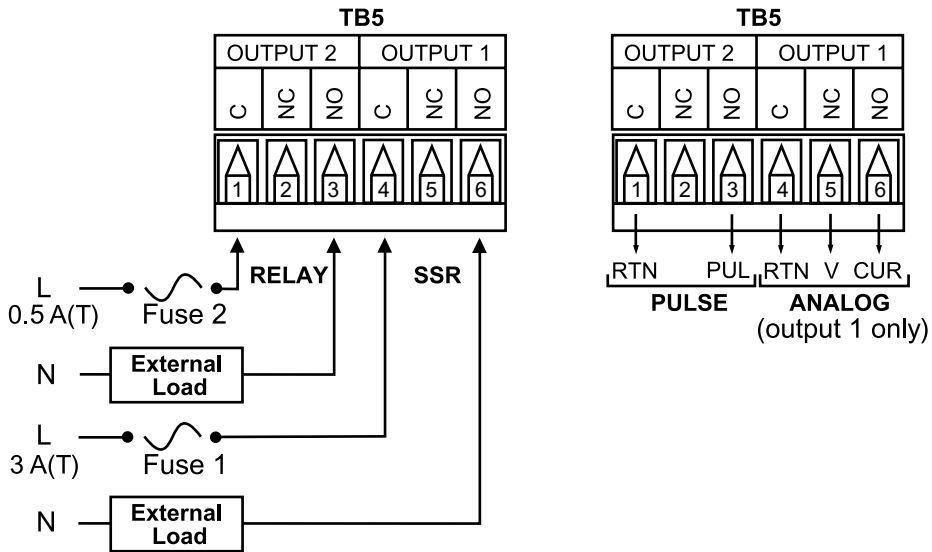 TB5
OUTPUT 2 OUTPUT 1
C NC NO C NC NO
1 2 3 4 5 6
RELAY SSR
L
0.5 A(T)
Fuse 2
N
External
Load
L
3 A(T)
Fuse 1
N
External
Load
TB5
OUTPUT 2 OUTPUT 1
C NC NO C NC NO
1 2 3 4 5 6
RTN PUL RTN V CUR
PULSE ANALOG
(output 1 only)